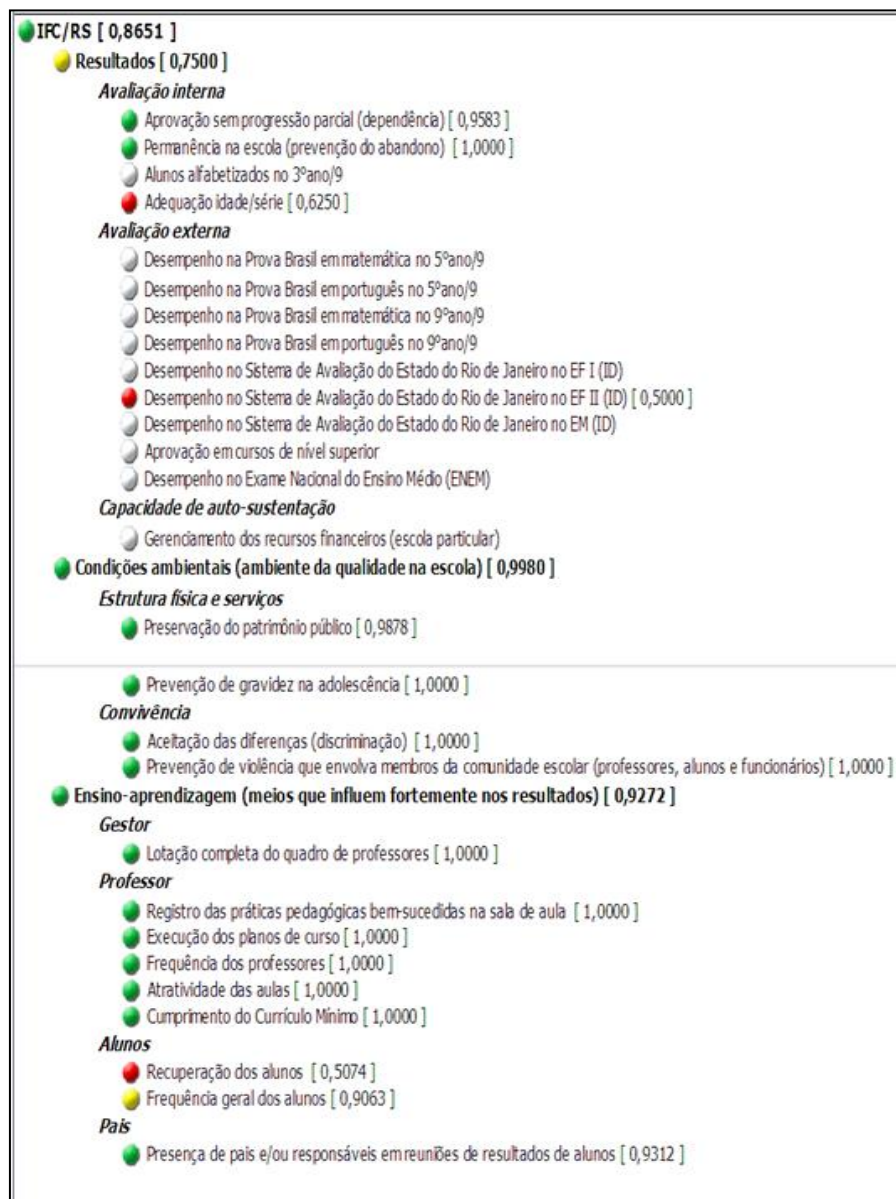 IFC/RS [ 0,8651 ]
Resultados [ 0,7500 ]
Avaliação interna
Aprovação sem progressão parcial (dependência) [ 0,9583 ]
Permanência na escola (prevenção do abandono) [ 1,0000 ]
Alunos alfabetizados no 3ºano/9
Adequação idade/série [ 0,6250 ]
Avaliação externa
Desempenho na Prova Brasil em matemática no 5ºano/9
Desempenho na Prova Brasil em português no 5ºano/9
Desempenho na Prova Brasil em matemática no 9ºano/9
Desempenho na Prova Brasil em português no 9ºano/9
Desempenho no Sistema de Avaliação do Estado do Rio de Janeiro no EF I (ID)
Desempenho no Sistema de Avaliação do Estado do Rio de Janeiro no EF II (ID) [ 0,5000 ]
Desempenho no Sistema de Avaliação do Estado do Rio de Janeiro no EM (ID)
Aprovação em cursos de nível superior
Desempenho no Exame Nacional do Ensino Médio (ENEM)
Capacidade de auto-sustentação
Gerenciamento dos recursos financeiros (escola particular)
Condições ambientais (ambiente da qualidade na escola) [ 0,9980 ]
Estrutura física e serviços
Preservação do patrimônio público [ 0,9878 ]
Prevenção de gravidez na adolescência [ 1,0000 ]
Convivência
Aceitação das diferenças (discriminação) [ 1,0000 ]
Prevenção de violência que envolva membros da comunidade escolar (professores, alunos e funcionários) [ 1,0000 ]
Ensino-aprendizagem (meios que influem fortemente nos resultados) [ 0,9272 ]
Gestor
Lotação completa do quadro de professores [ 1,0000 ]
Professor
Registro das práticas pedagógicas bem-sucedidas na sala de aula [ 1,0000 ]
Execução dos planos de curso [ 1,0000 ]
Frequência dos professores [ 1,0000 ]
Atratividade das aulas [ 1,0000 ]
Cumprimento do Currículo Mínimo [ 1,0000 ]
Alunos
Recuperação dos alunos [ 0,5074 ]
Frequência geral dos alunos [ 0,9063 ]
Pais
Presença de pais e/ou responsáveis em reuniões de resultados de alunos [ 0,9312 ]